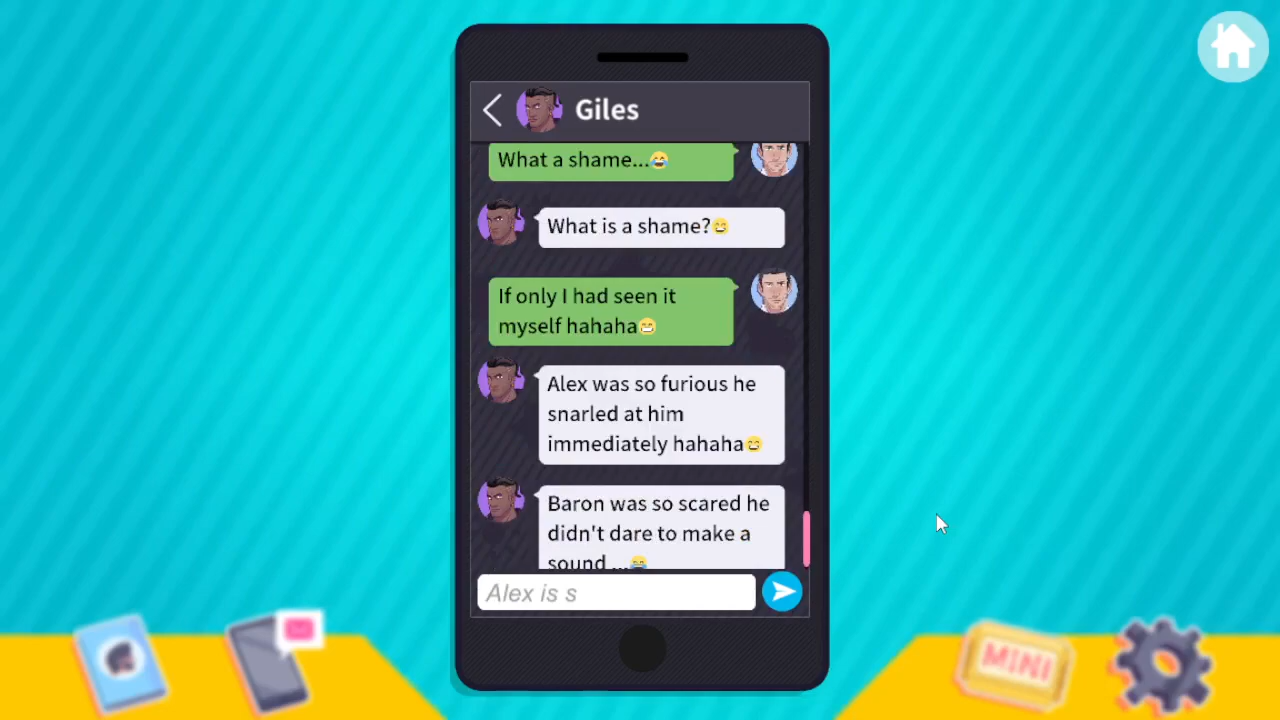 Giles
What a shame...😂
What is a shame?😁
If only I had seen it
myself hahaha😁
Alex was so furious he
snarled at him
immediately hahaha😁
Baron was so scared he
didn't dare to make a
sound....😂
Alex is s
MINI